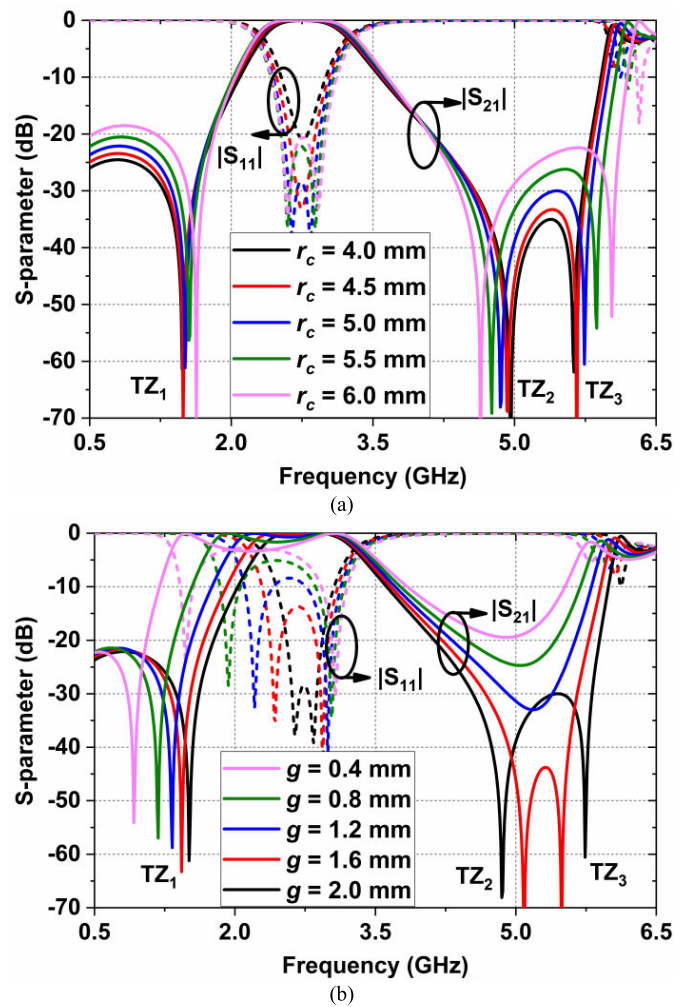 0
-10
-20
-30
-40
-50
-60
-70
S-parameter (dB)
|S11|
|S21|
rc = 4.0 mm
rc = 4.5 mm
rc = 5.0 mm
rc = 5.5 mm
rc = 6.0 mm
TZ1
TZ2
TZ3
0.5 2.0 3.5 5.0 6.5
Frequency (GHz)
(a)
0
-10
-20
-30
-40
-50
-60
-70
S-parameter (dB)
|S21|
|S11|
g = 0.4 mm
g = 0.8 mm
g = 1.2 mm
g = 1.6 mm
g = 2.0 mm
TZ1
TZ2
TZ3
0.5 2.0 3.5 5.0 6.5
Frequency (GHz)
(b)